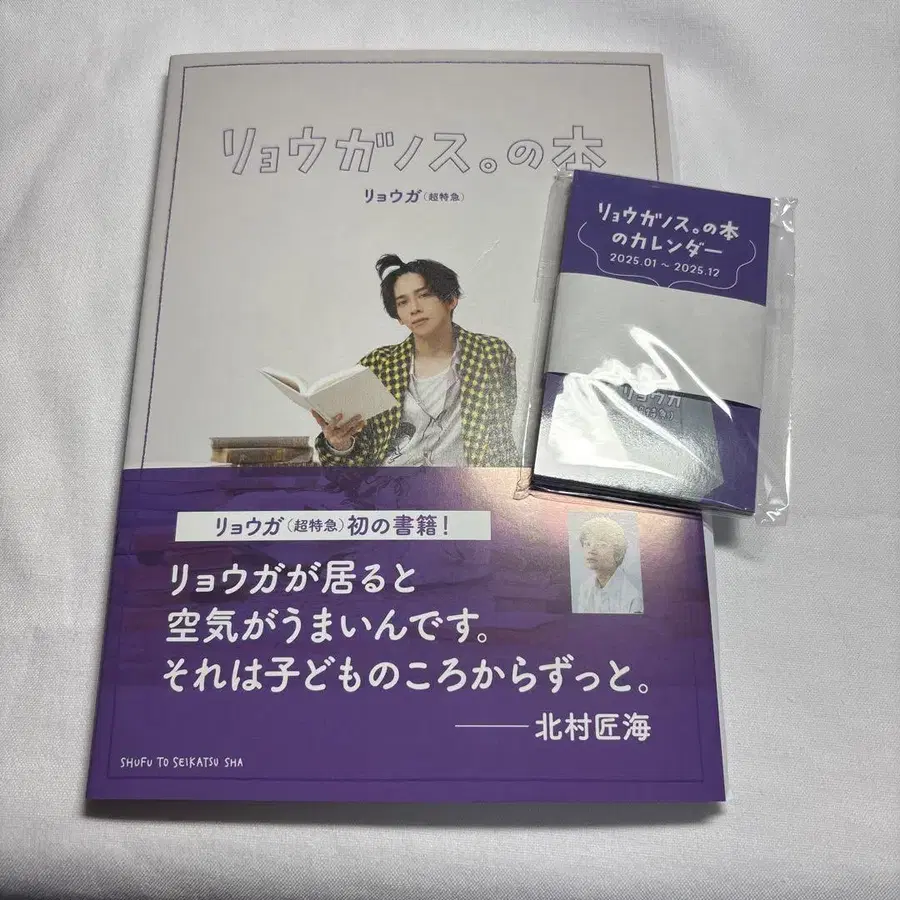 リョウガノス。の本
リョウガ(超特急)
リョウガノス。の本
のカレンダー
2025.01 ~ 2025.12
リョウガ
リョウガ(超特急)初の書籍!
リョウガが居ると
空気がうまいんです。
それは子どものころからずっと。
──北村匠海
SHUFU TO SEIKATSU SHA